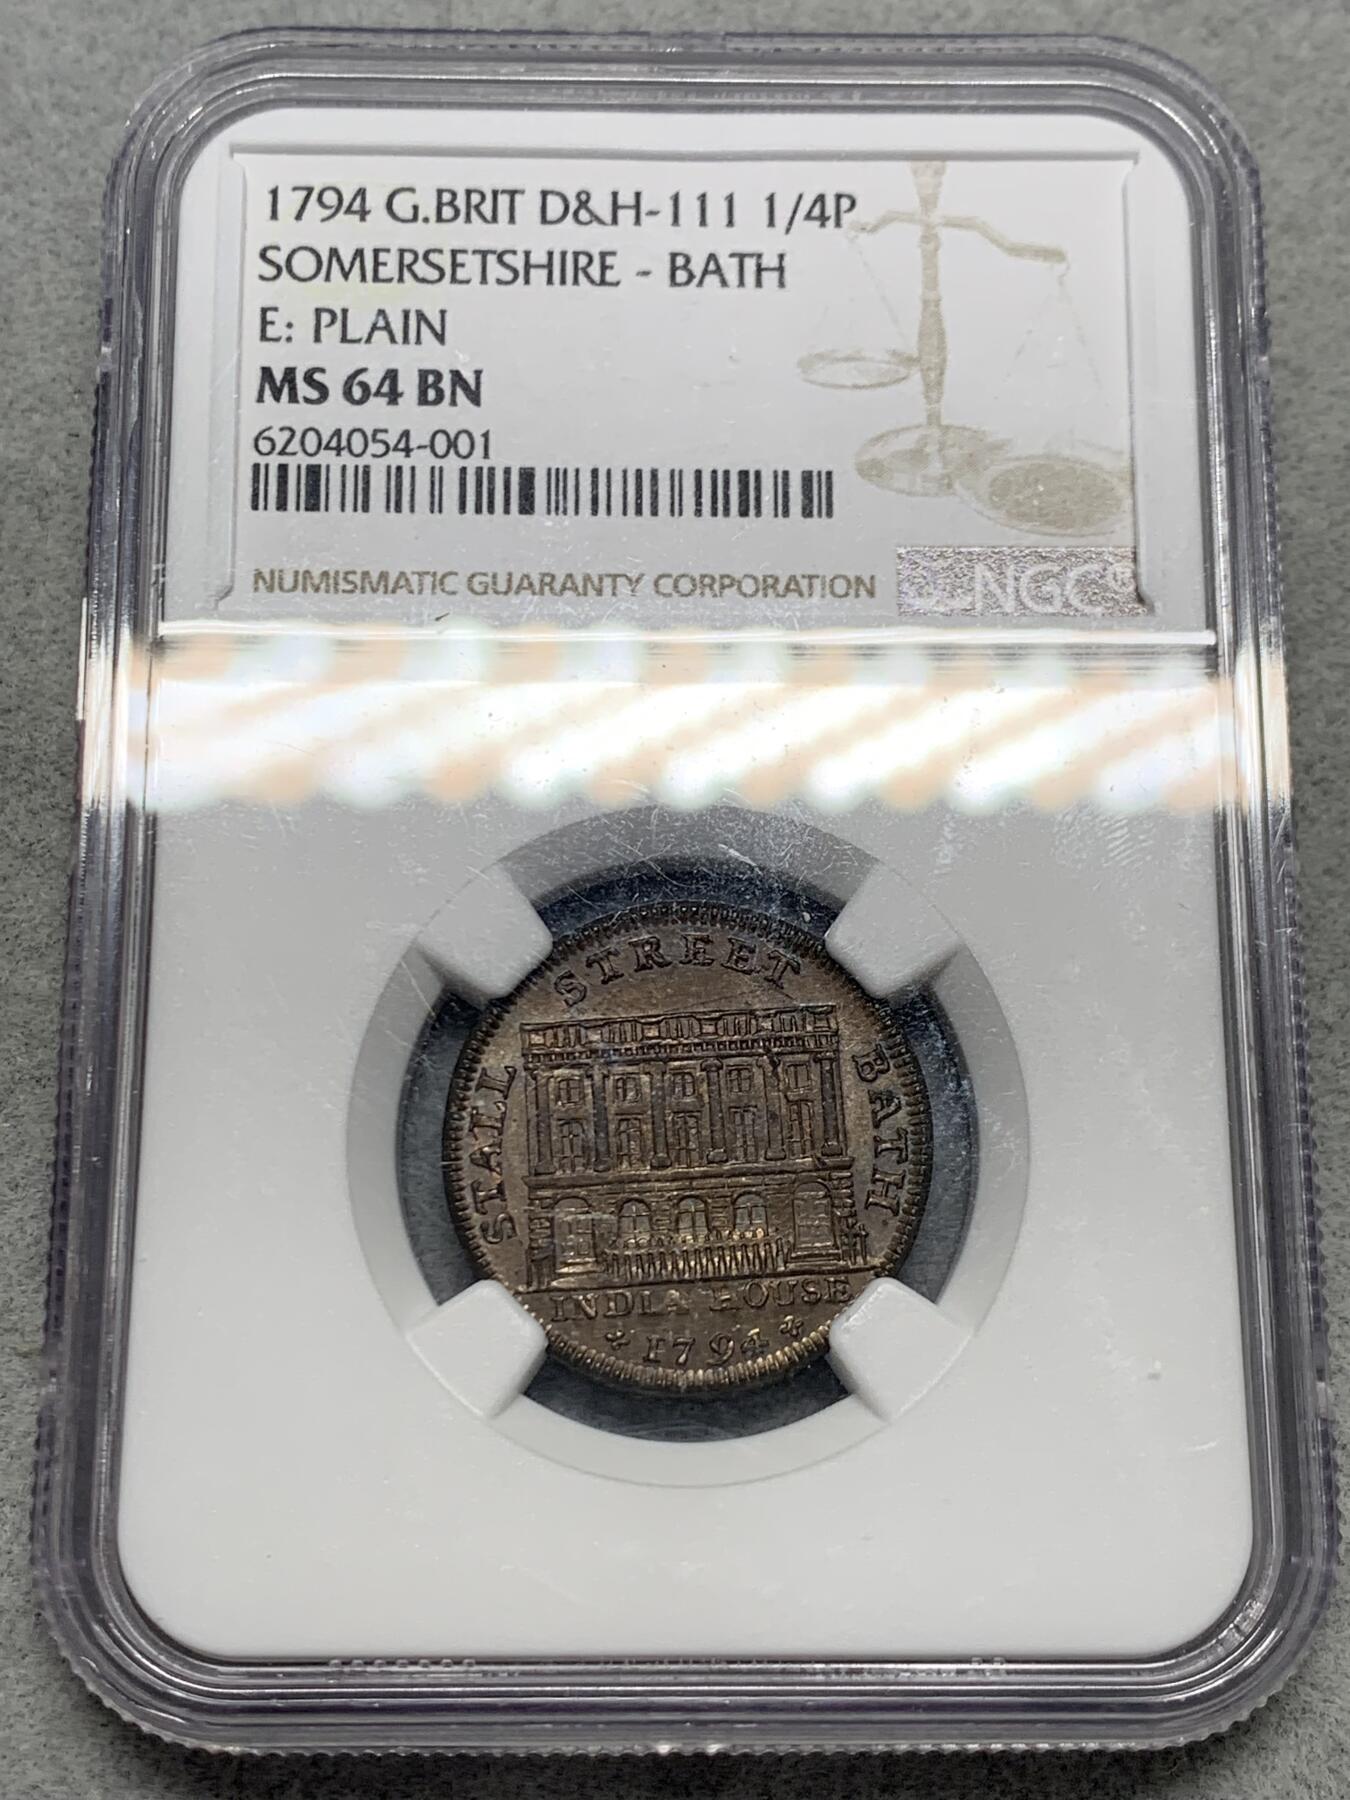 1794 G.BRIT D&H-111 1/4P
SOMERSETSHIRE - BATH
E: PLAIN
MS 64 BN
6204054-001
NUMISMATIC GUARANTY CORPORATION
NGC®
STALL STREET BATH
INDIA HOUSE
1794